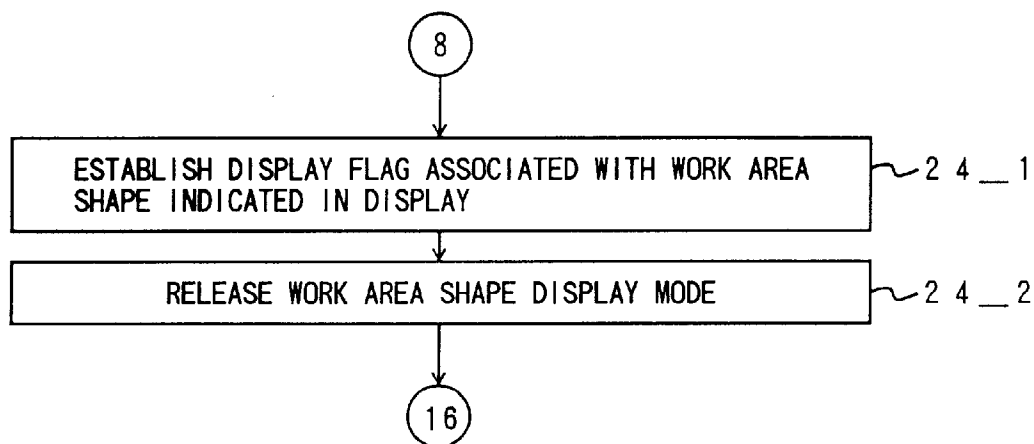 8
ESTABLISH DISPLAY FLAG ASSOCIATED WITH WORK AREA
SHAPE INDICATED IN DISPLAY
24_1
RELEASE WORK AREA SHAPE DISPLAY MODE
24_2
16